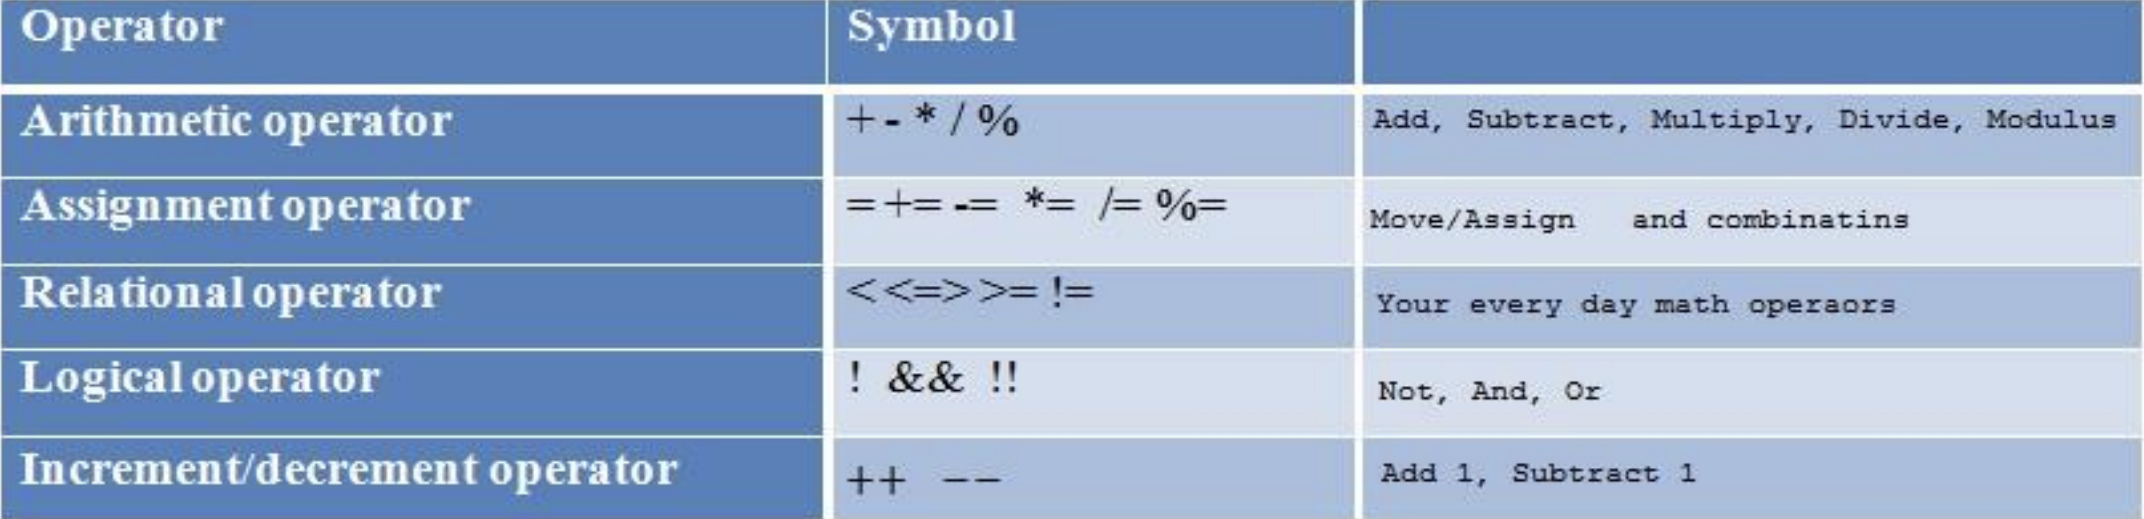 Operator Symbol
Arithmetic operator + - * / % Add, Subtract, Multiply, Divide, Modulus
Assignment operator = += -= *= /= %= Move/Assign and combinatins
Relational operator < <= > >= != Your every day math operaors
Logical operator ! && !! Not, And, Or
Increment/decrement operator ++ -- Add 1, Subtract 1